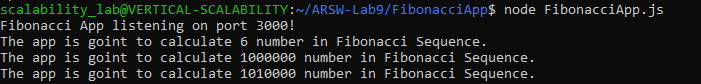 scalability_lab@VERTICAL-SCALABILITY:~/ARSW-Lab9/FibonacciApp$ node FibonacciApp.js
Fibonacci App listening on port 3000!
The app is goint to calculate 6 number in Fibonacci Sequence.
The app is goint to calculate 1000000 number in Fibonacci Sequence.
The app is goint to calculate 1010000 number in Fibonacci Sequence.